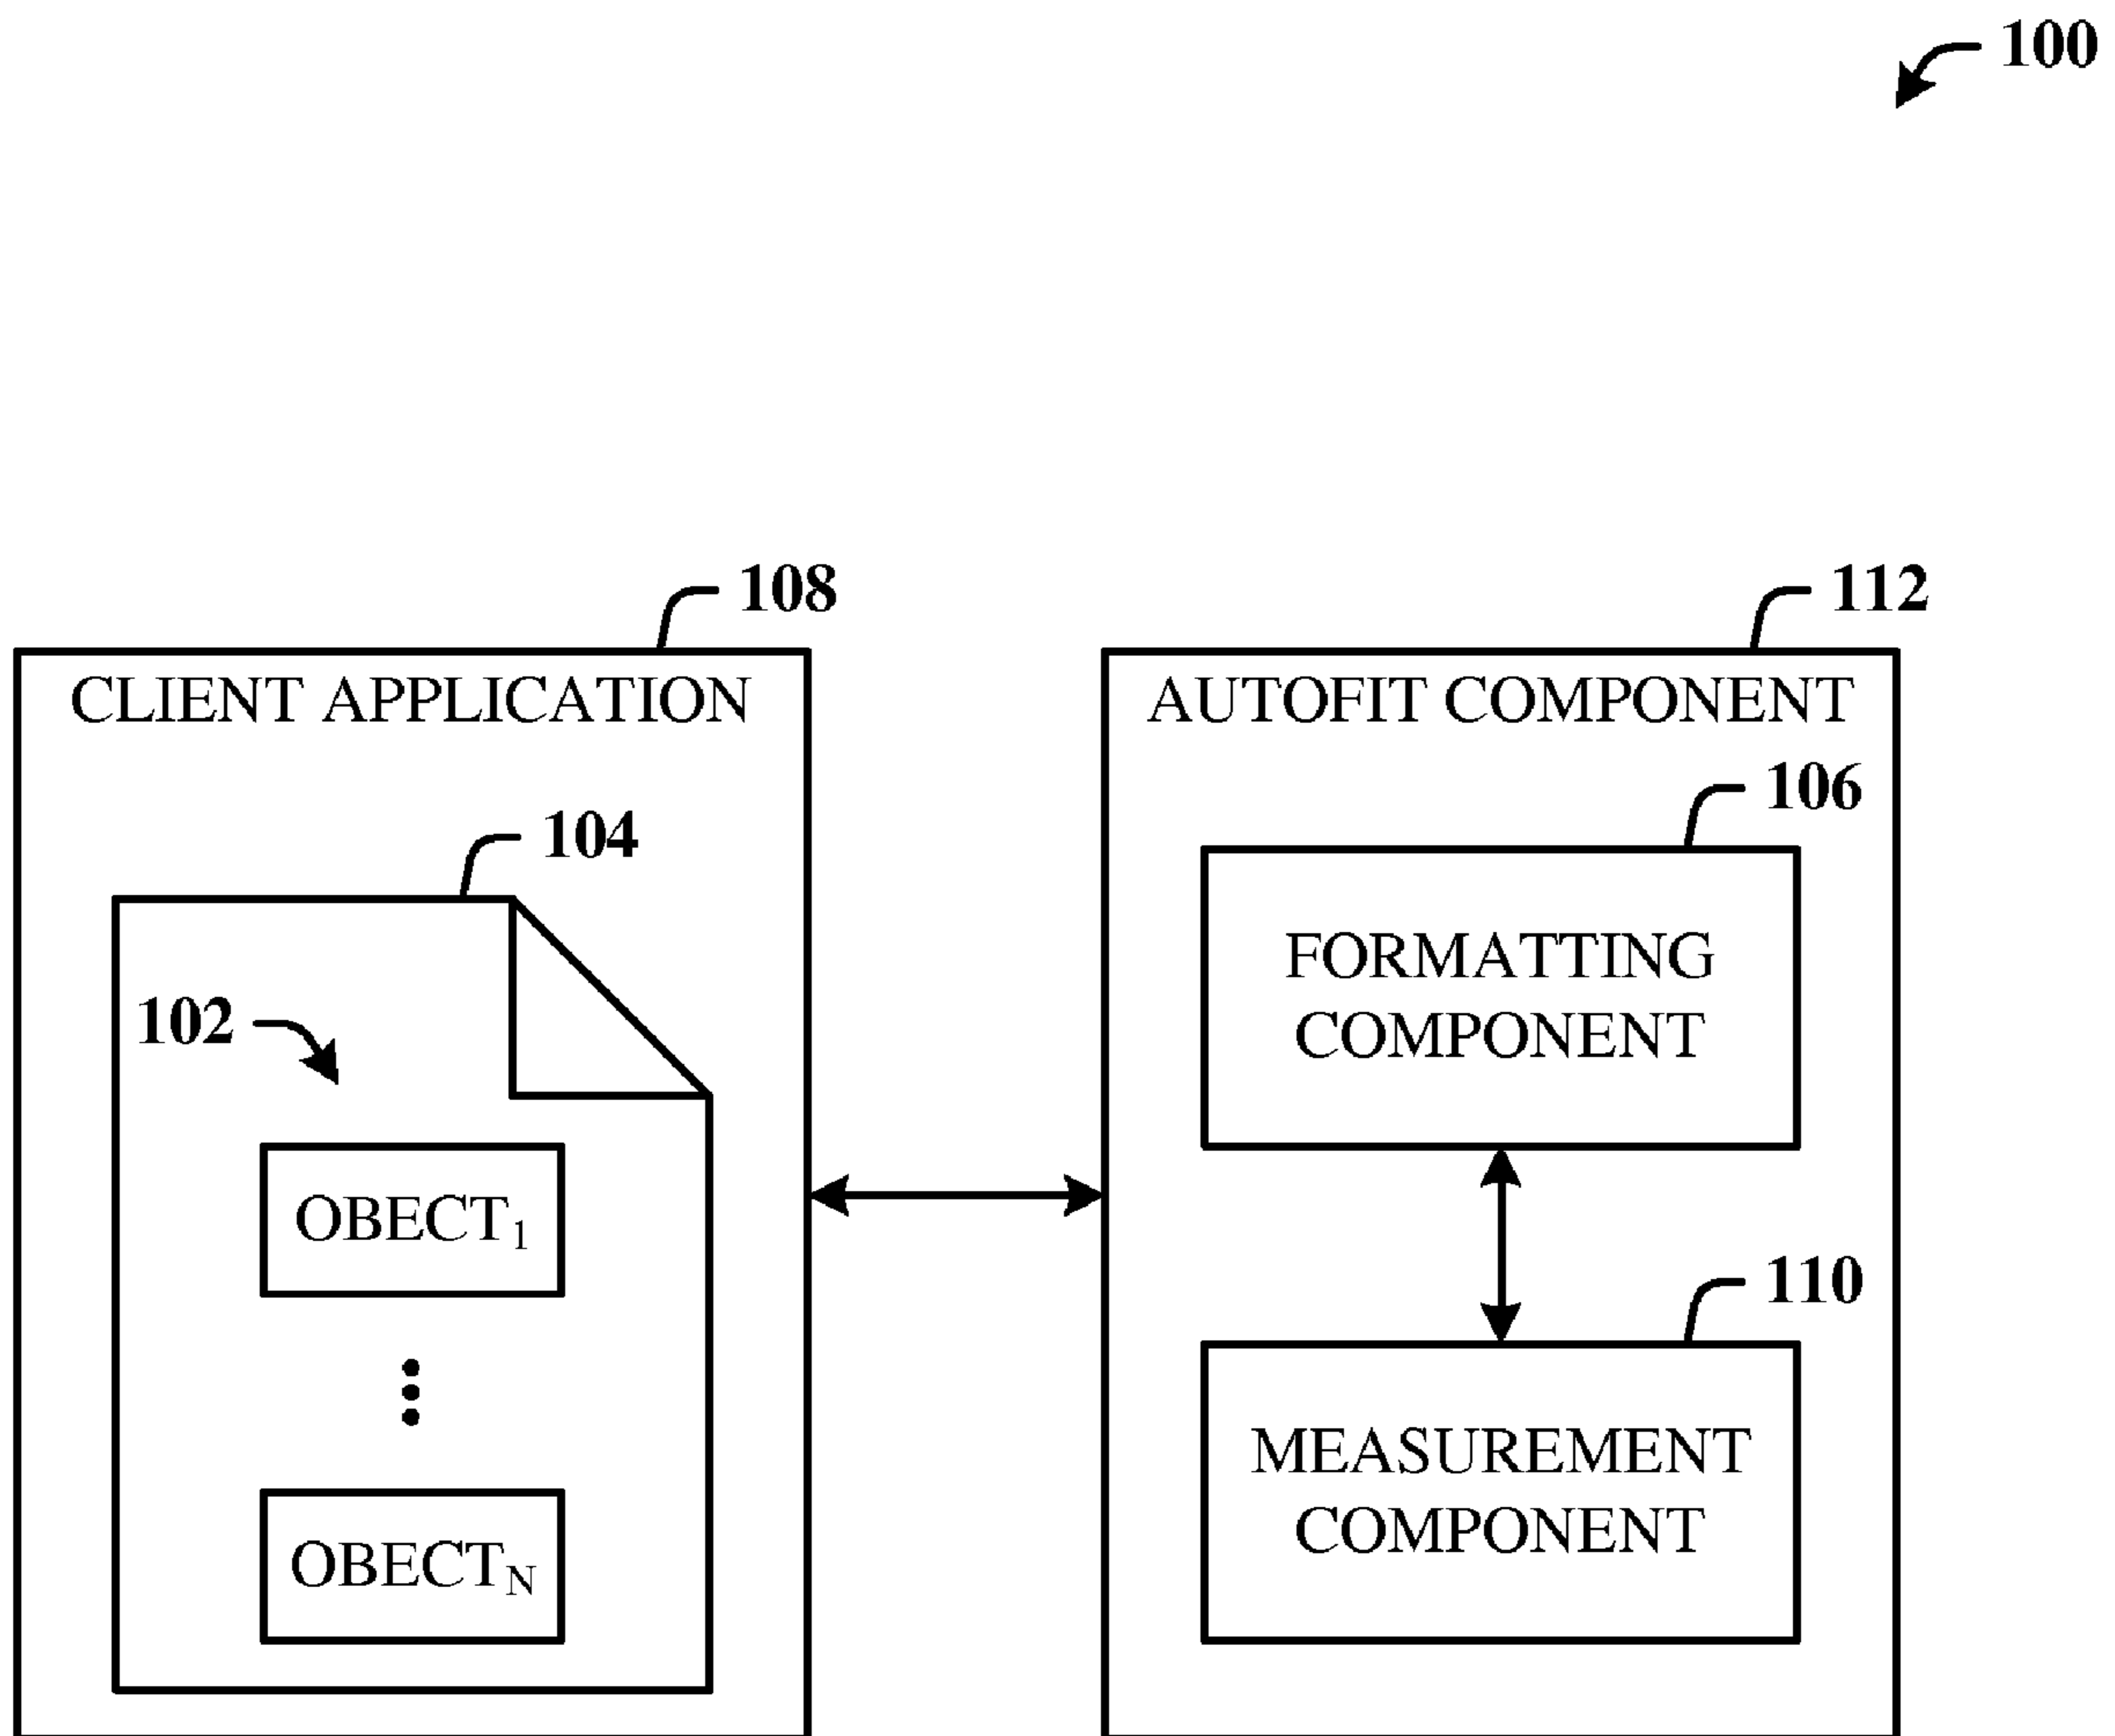 100
108
112
CLIENT APPLICATION
AUTOFIT COMPONENT
106
104
FORMATTING
COMPONENT
102
OBECT1
110
MEASUREMENT
COMPONENT
OBECTN